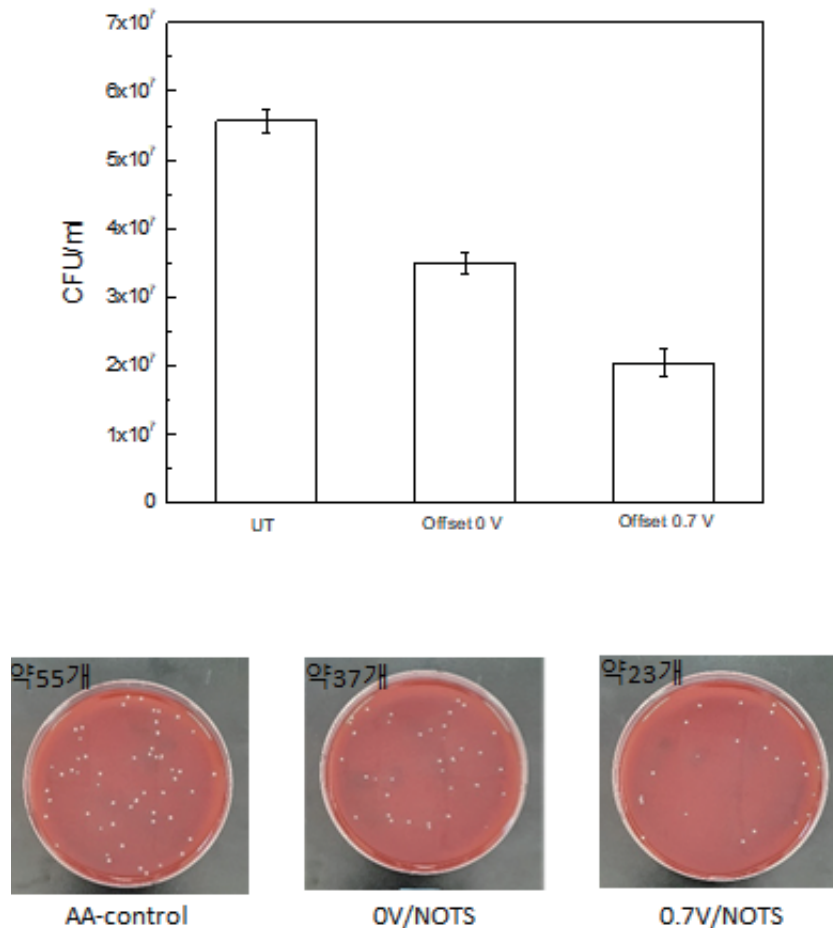 7x10⁷
6x10⁷
5x10⁷
4x10⁷
3x10⁷
2x10⁷
1x10⁷
0
CFU/ml
UT
Offset 0 V
Offset 0.7 V
약55개
약37개
약23개
AA-control
0V/NOTS
0.7V/NOTS